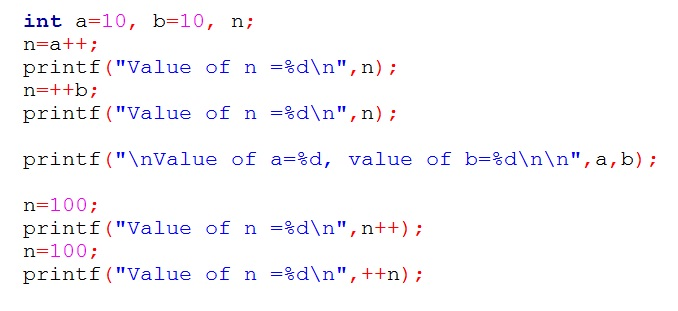 int a=10, b=10, n;
n=a++;
printf("Value of n =%d\n",n);
n=++b;
printf("Value of n =%d\n",n);
printf("\nValue of a=%d, value of b=%d\n\n",a,b);
n=100;
printf("Value of n =%d\n",n++);
n=100;
printf("Value of n =%d\n",++n);